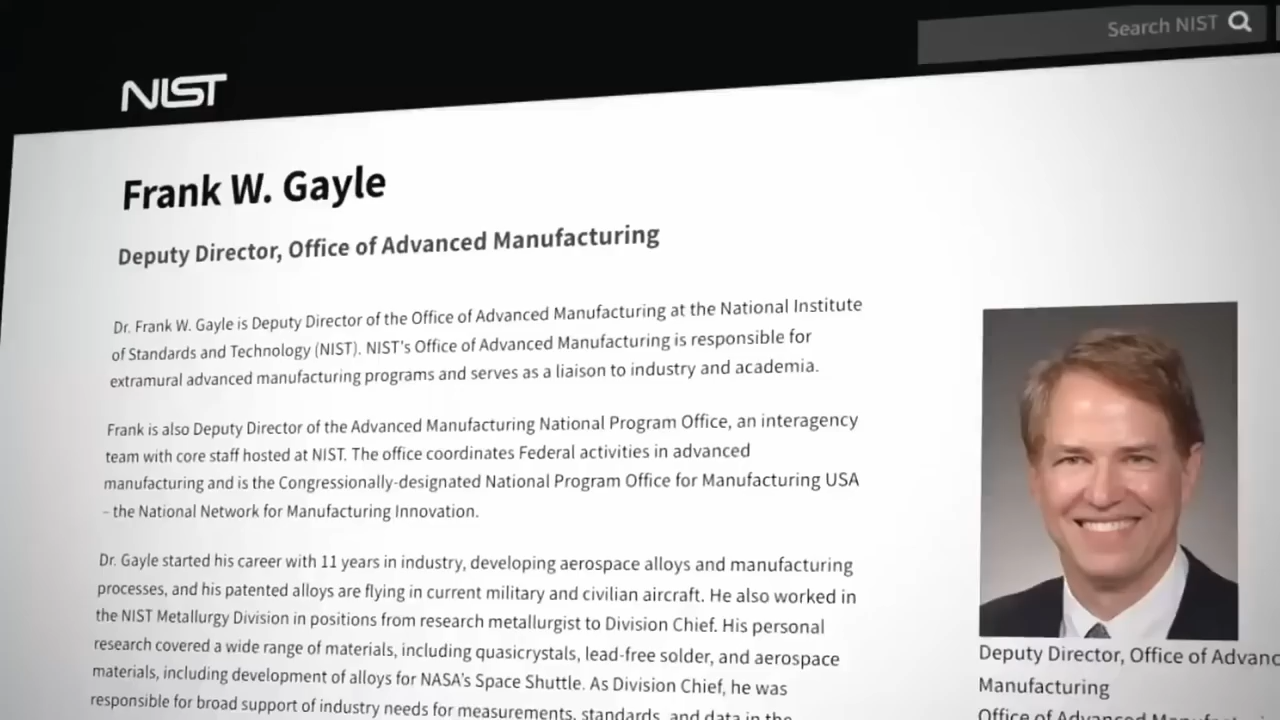 Search NIST
NIST
Frank W. Gayle
Deputy Director, Office of Advanced Manufacturing
Dr. Frank W. Gayle is Deputy Director of the Office of Advanced Manufacturing at the National Institute
of Standards and Technology (NIST). NIST's Office of Advanced Manufacturing is responsible for
extramural advanced manufacturing programs and serves as a liaison to industry and academia.
Frank is also Deputy Director of the Advanced Manufacturing National Program Office, an interagency
team with core staff hosted at NIST. The office coordinates Federal activities in advanced
manufacturing and is the Congressionally-designated National Program Office for Manufacturing USA
– the National Network for Manufacturing Innovation.
Dr. Gayle started his career with 11 years in industry, developing aerospace alloys and manufacturing
processes, and his patented alloys are flying in current military and civilian aircraft. He also worked in
the NIST Metallurgy Division in positions from research metallurgist to Division Chief. His personal
research covered a wide range of materials, including quasicrystals, lead-free solder, and aerospace
materials, including development of alloys for NASA's Space Shuttle. As Division Chief, he was
responsible for broad support of industry needs for measurements, standards, and data in the
Deputy Director, Office of Advanc
Manufacturing
Office of Advanced Manufacturi